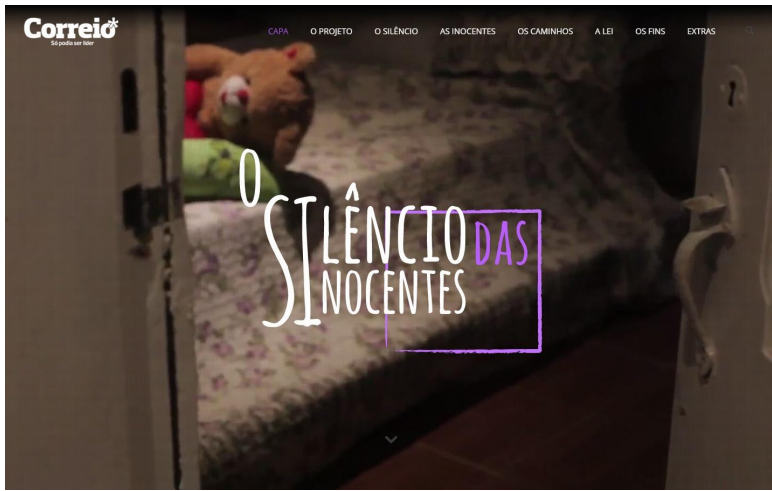 Correio*
Só podia ser líder
CAPA O PROJETO O SILÊNCIO AS INOCENTES OS CAMINHOS A LEI OS FINS EXTRAS
O
SILÊNCIO DAS
INOCENTES